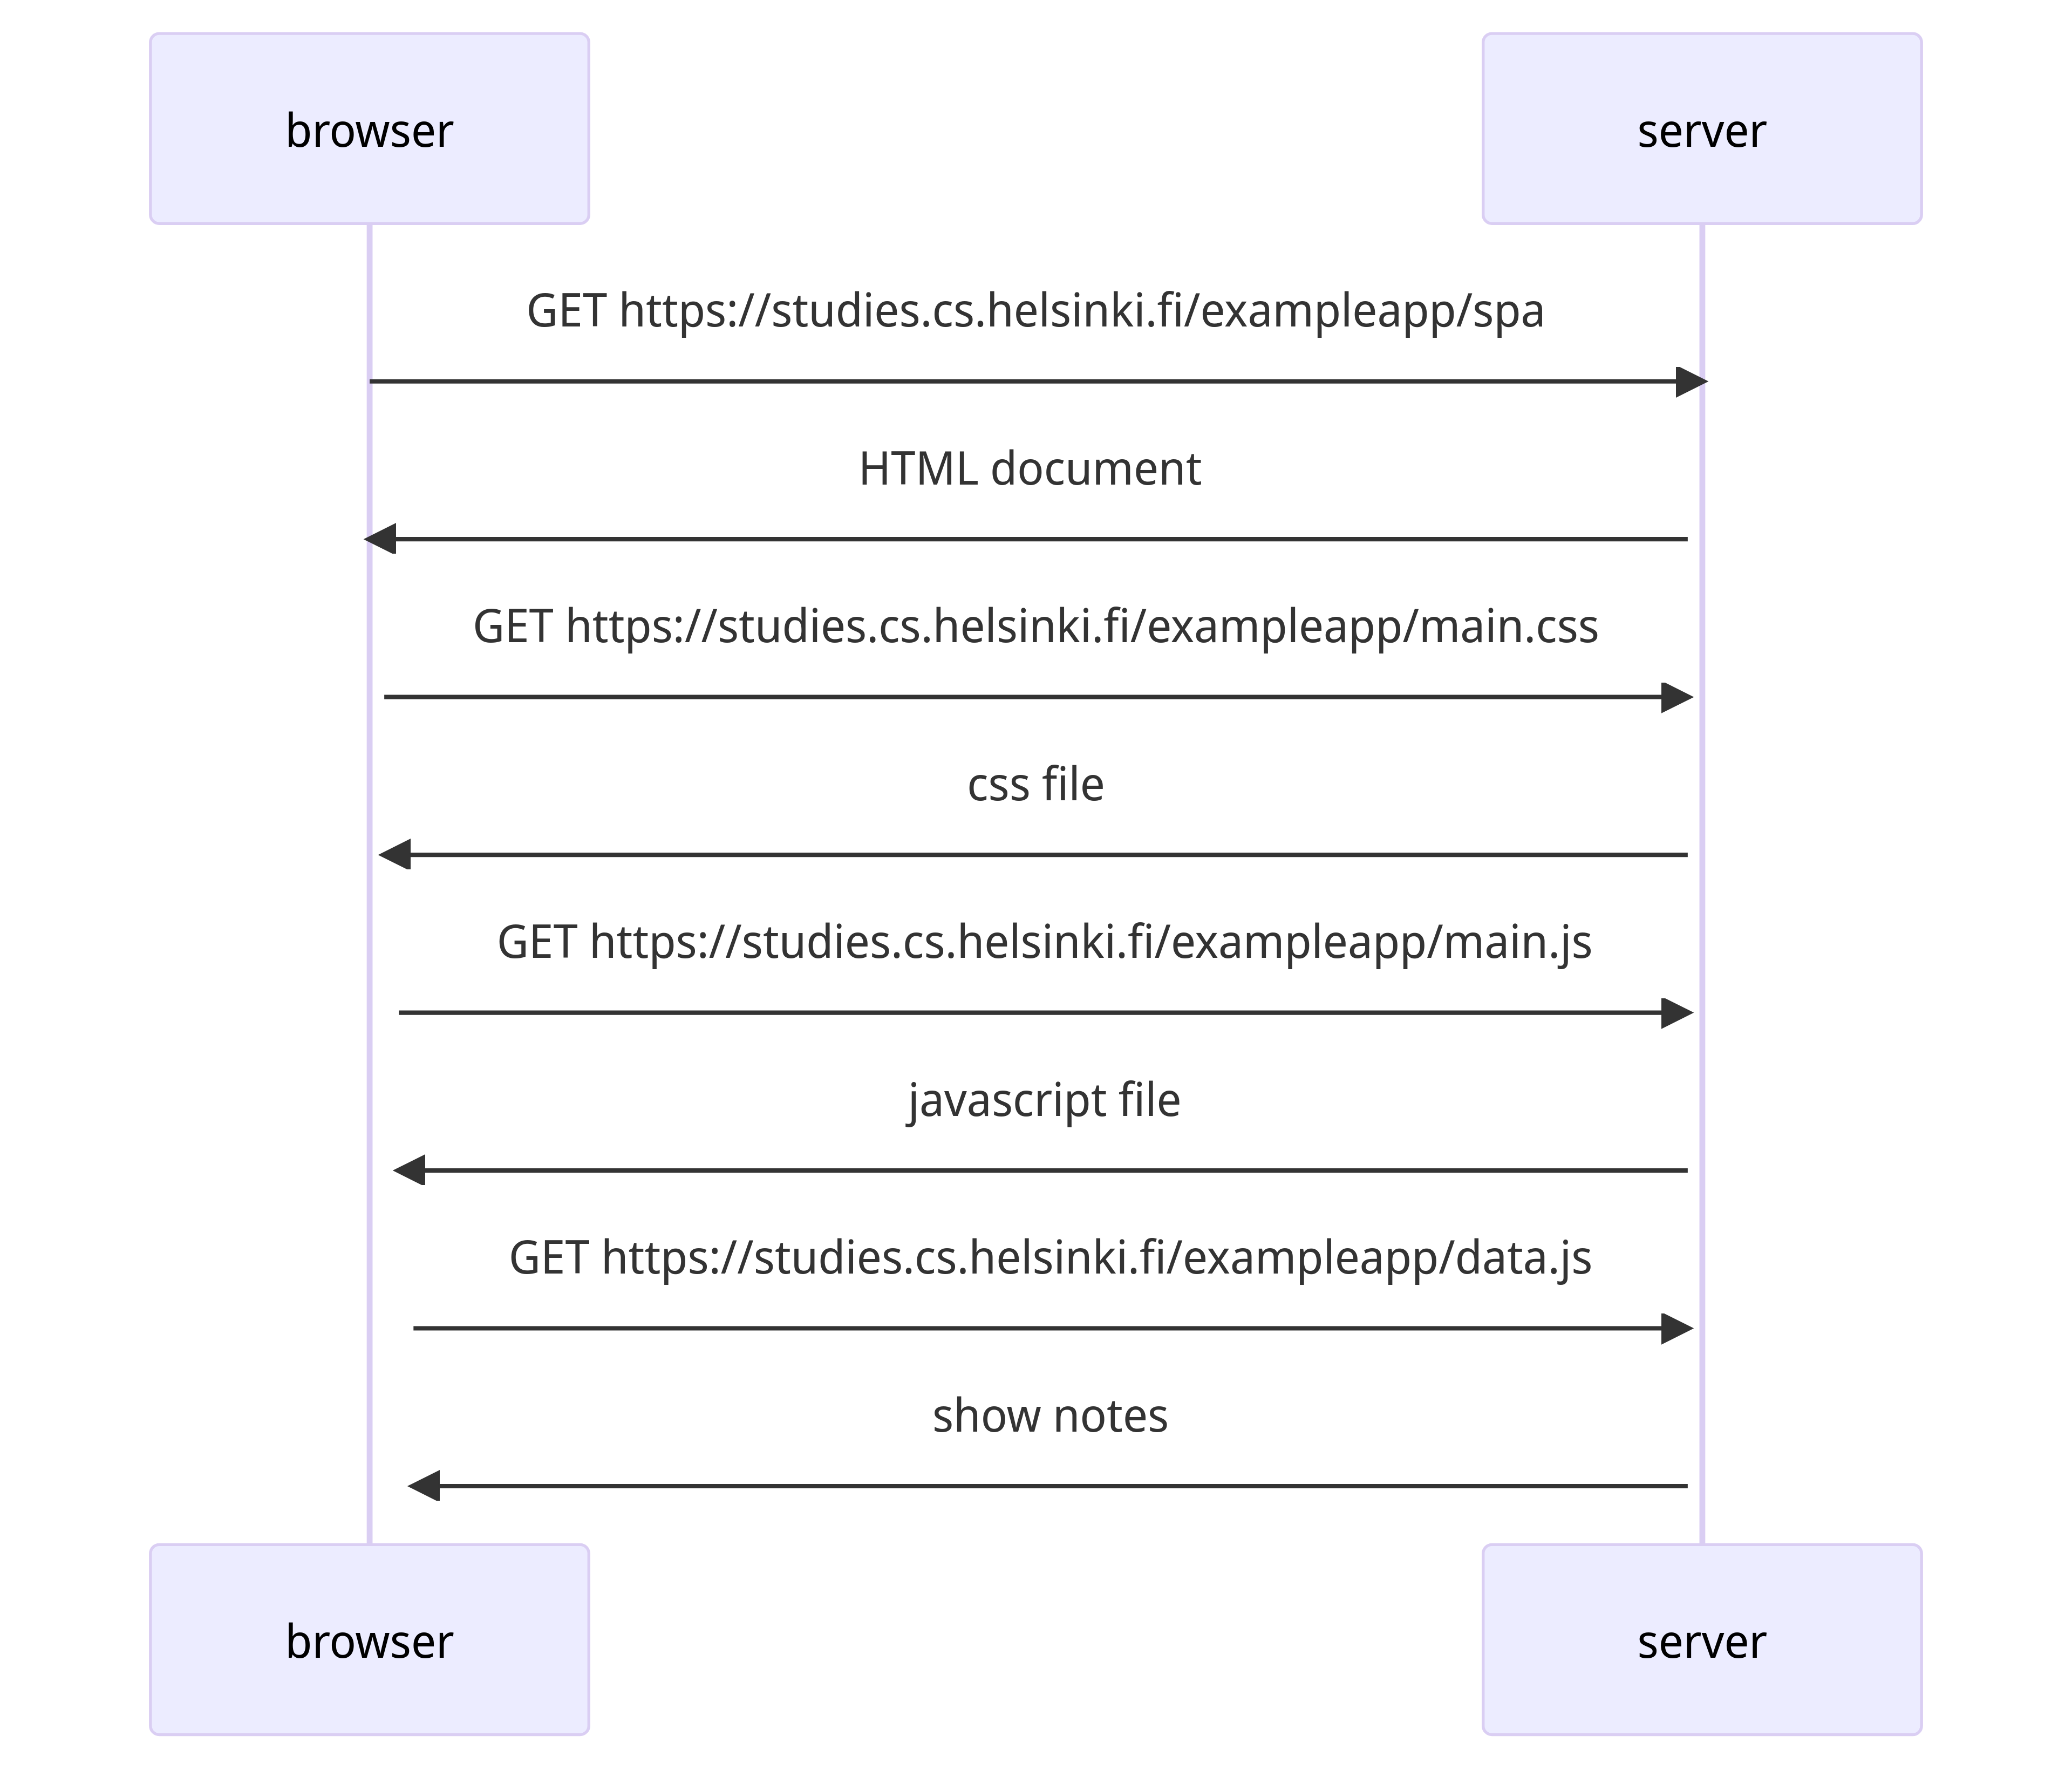 browser
server
GET https://studies.cs.helsinki.fi/exampleapp/spa
HTML document
GET https://studies.cs.helsinki.fi/exampleapp/main.css
css file
GET https://studies.cs.helsinki.fi/exampleapp/main.js
javascript file
GET https://studies.cs.helsinki.fi/exampleapp/data.js
show notes
browser
server